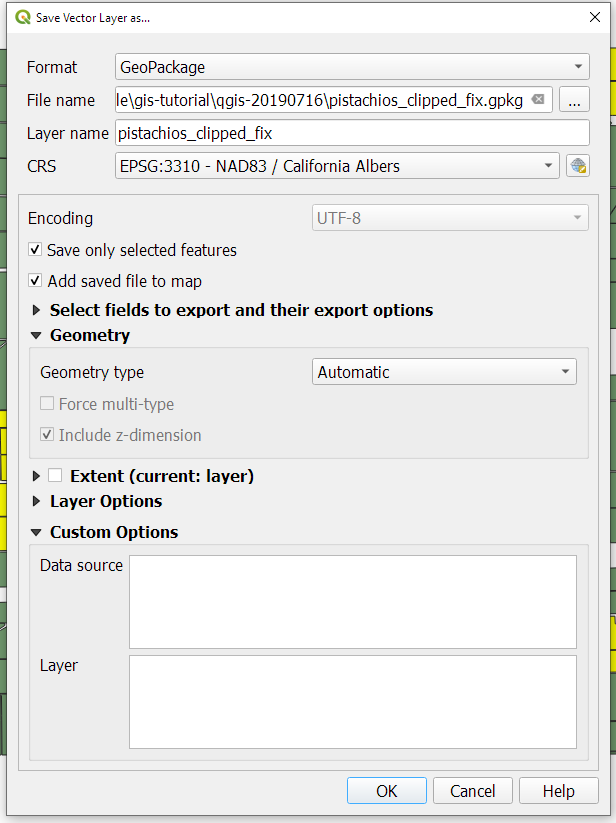 Save Vector Layer as...
Format GeoPackage
File name le\gis-tutorial\qgis-20190716\pistachios_clipped_fix.gpkg ...
Layer name pistachios_clipped_fix
CRS EPSG:3310 - NAD83 / California Albers
Encoding UTF-8
Save only selected features
Add saved file to map
Select fields to export and their export options
Geometry
Geometry type Automatic
Force multi-type
Include z-dimension
Extent (current: layer)
Layer Options
Custom Options
Data source
Layer
OK Cancel Help